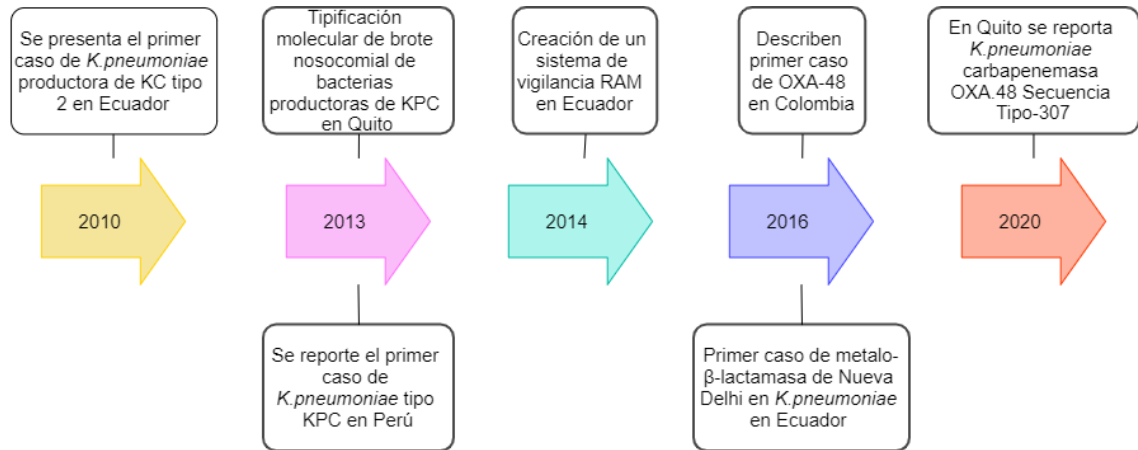 Se presenta el primer
caso de K.pneumoniae
productora de KC tipo
2 en Ecuador
Tipificación
molecular de brote
nosocomial de
bacterias
productoras de KPC
en Quito
Creación de un
sistema de
vigilancia RAM
en Ecuador
Describen
primer caso
de OXA-48
en Colombia
En Quito se reporta
K.pneumoniae
carbapenemasa
OXA.48 Secuencia
Tipo-307
2010
2013
2014
2016
2020
Se reporte el primer
caso de
K.pneumoniae tipo
KPC en Perú
Primer caso de metalo-
β-lactamasa de Nueva
Delhi en K.pneumoniae
en Ecuador